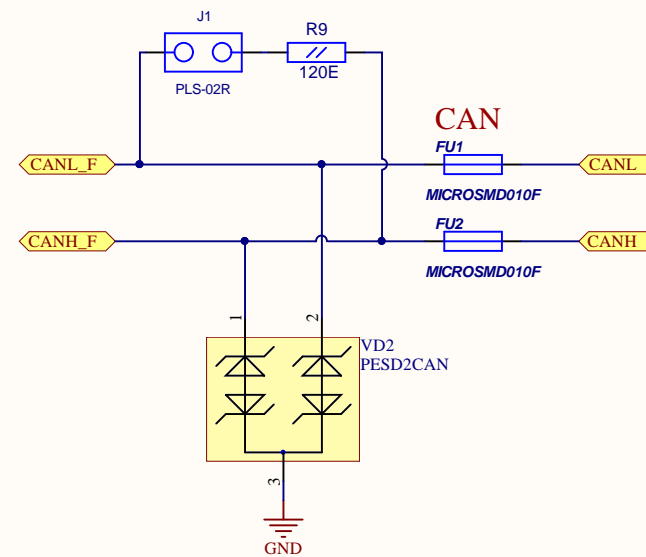 J1
R9
120E
PLS-02R
CAN
FU1
CANL_F
CANL
MICROSMD010F
FU2
CANH_F
CANH
MICROSMD010F
1
2
VD2
PESD2CAN
3
GND